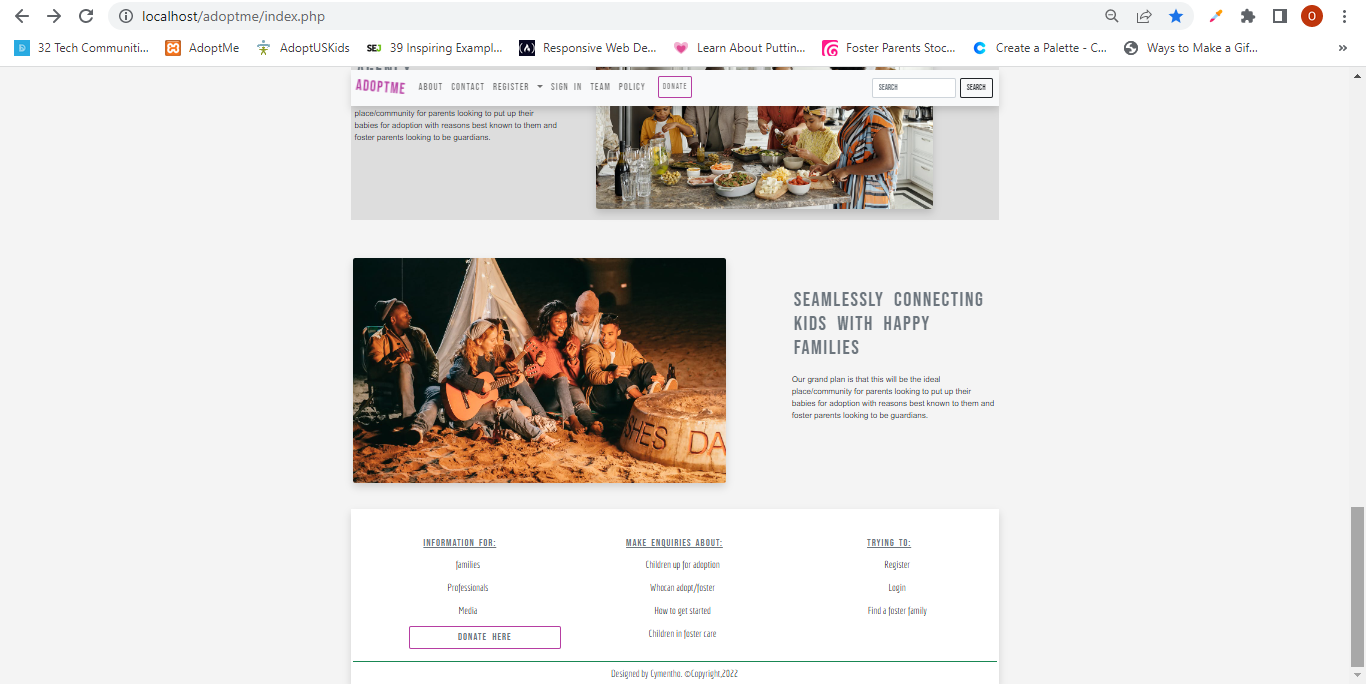 localhost/adoptme/index.php
O
32 Tech Communiti...
AdoptMe
AdoptUSKids
SEJ
39 Inspiring Exampl...
Responsive Web De...
Learn About Puttin...
Foster Parents Stoc...
Create a Palette - C...
Ways to Make a Gif...
»
ADOPTME
ABOUT
CONTACT
REGISTER
SIGN IN
TEAM
POLICY
DONATE
SEARCH
SEARCH
place/community for parents looking to put up their
babies for adoption with reasons best known to them and
foster parents looking to be guardians.
SHES DA
SEAMLESSLY CONNECTING
KIDS WITH HAPPY
FAMILIES
Our grand plan is that this will be the ideal
place/community for parents looking to put up their
babies for adoption with reasons best known to them and
foster parents looking to be guardians.
INFORMATION FOR:
families
Professionals
Media
DONATE HERE
MAKE ENQUIRIES ABOUT:
Children up for adoption
Whocan adopt/foster
How to get started
Children in foster care
TRYING TO:
Register
Login
Find a foster family
Designed by Cymentho. ©Copyright,2022